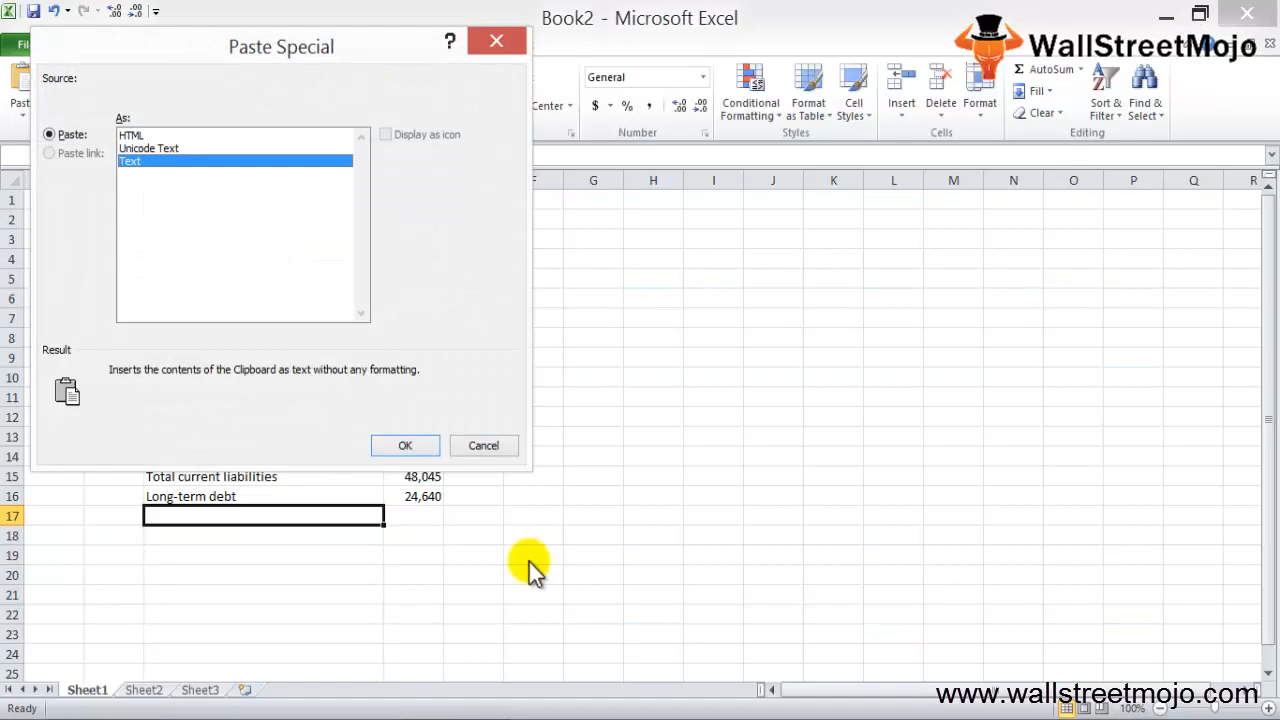 Book2 - Microsoft Excel
Paste Special
?
WallStreetMojo
Source:
As:
Paste:
Paste link:
HTML
Unicode Text
Text
Display as icon
Result
Inserts the contents of the Clipboard as text without any formatting.
OK
Cancel
Fil
Past
Center
General
$ % ,
Number
Conditional Formatting
Format as Table
Cell Styles
Styles
Insert
Delete
Format
Cells
Σ AutoSum
Fill
Clear
Sort & Filter
Find & Select
Editing
F G H I J K L M N O P Q R
1
2
3
4
5
6
7
8
9
10
11
12
13
14
15 Total current liabilities 48,045
16 Long-term debt 24,640
17
18
19
20
21
22
23
24
25
Sheet1 Sheet2 Sheet3
www.wallstreetmojo.com
Ready
100%